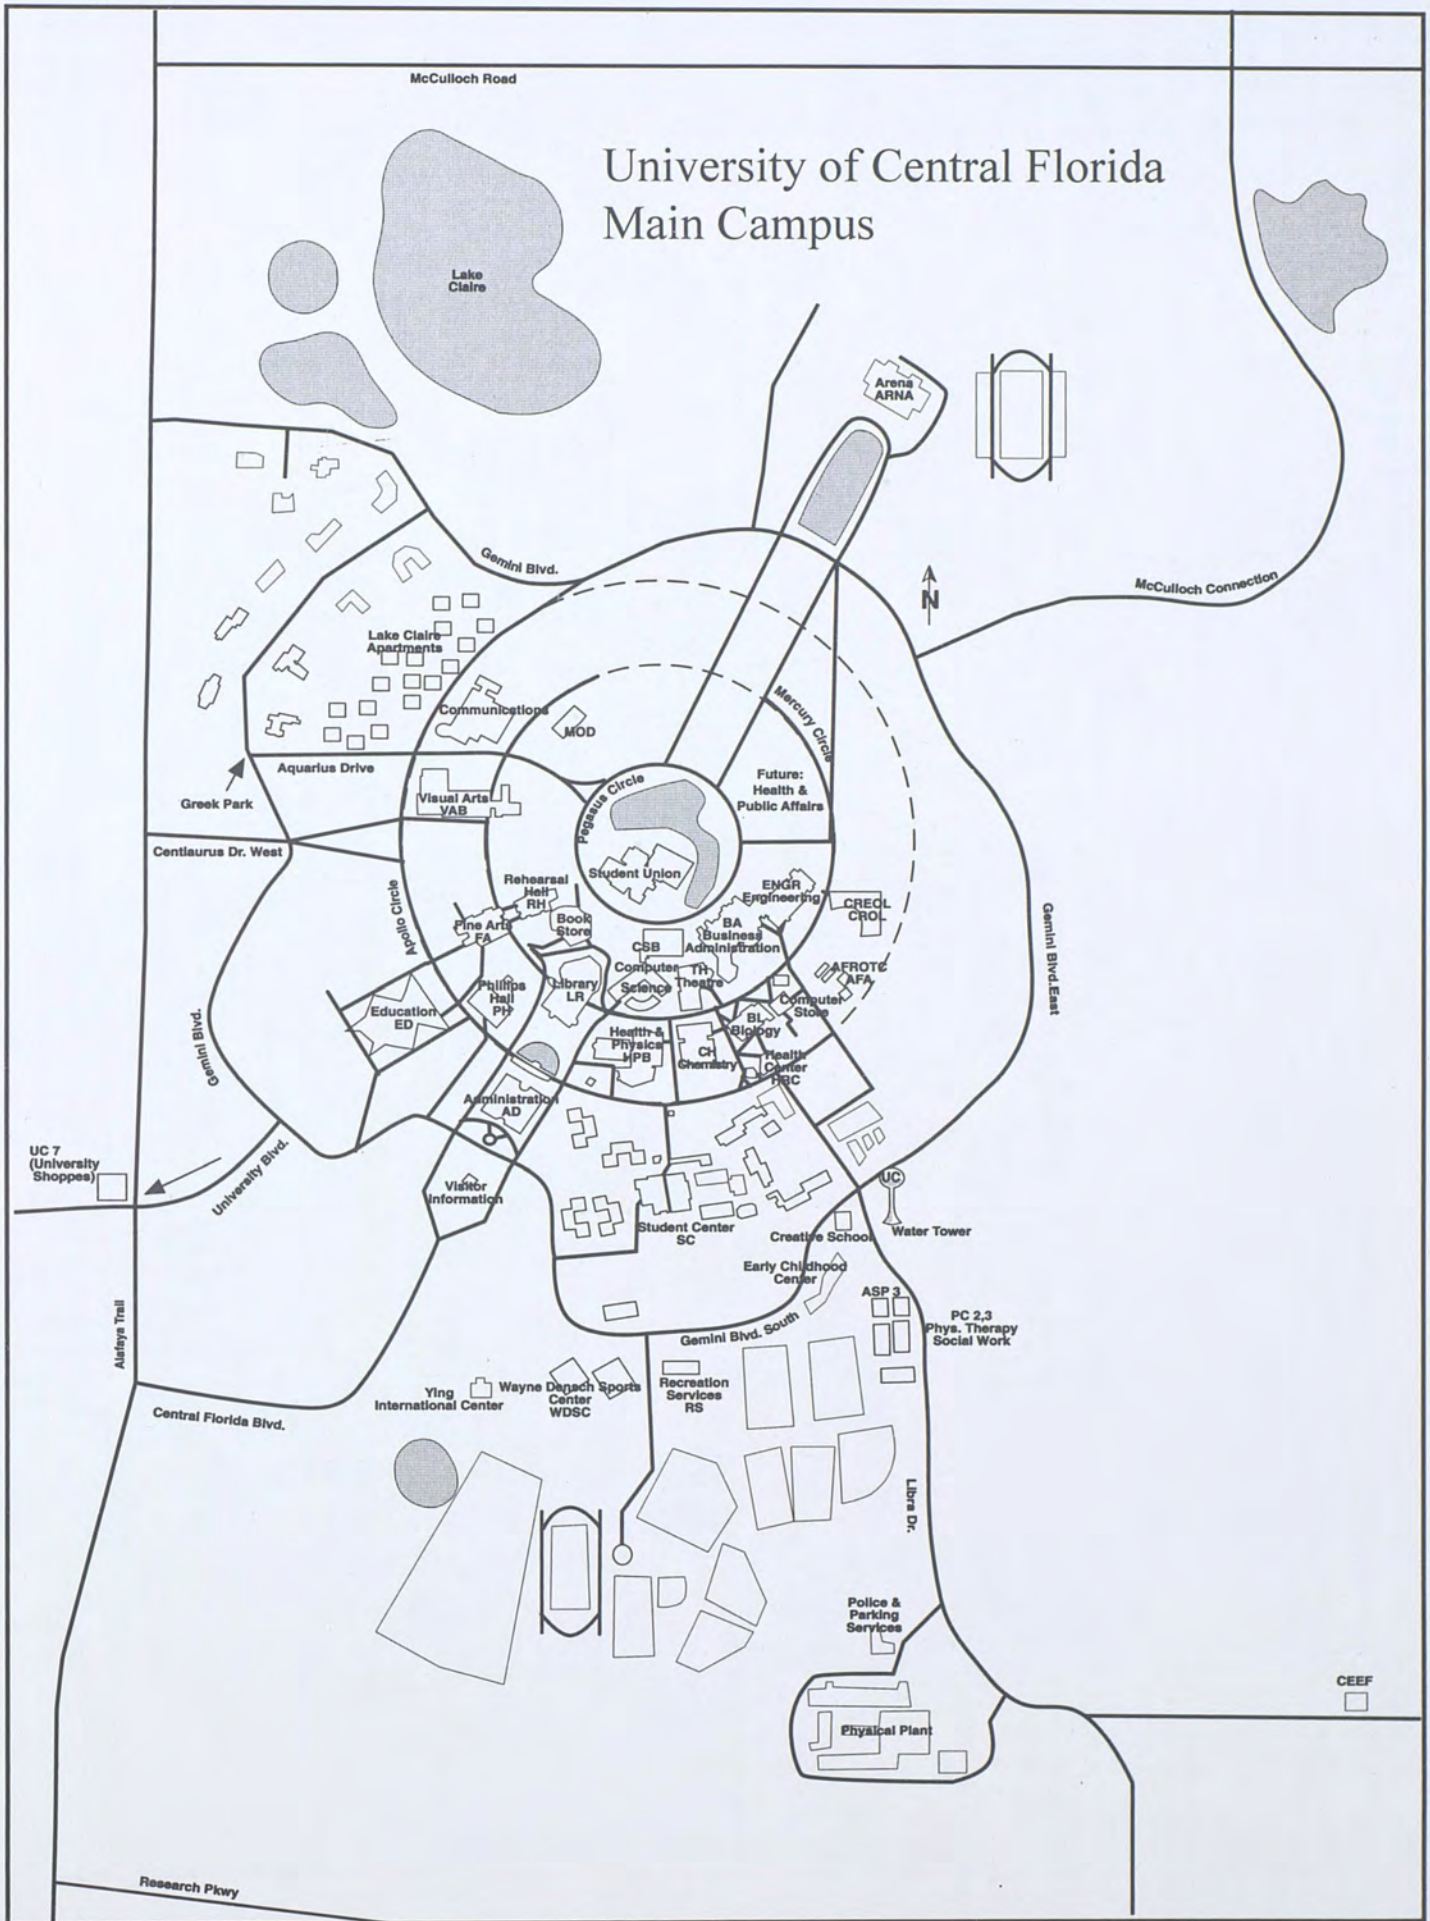 McCulloch Road
University of Central Florida
Main Campus
Lake
Claire
Arena
ARNA
Gemini Blvd.
N
McCulloch Connection
Lake Claire
Apartments
Communications
MOD
Mercury Circle
Aquarius Drive
Greek Park
Visual Arts
VAB
Pegasus Circle
Future:
Health &
Public Affairs
Centlaurus Dr. West
Student Union
Rehearsal
Hall
RH
ENGR
Engineering
CREOL
CROL
Apollo Circle
Fine Arts
FA
Book
Store
BA
Business
Administration
CSB
Computer
Science
TH
Theatre
Gemini Blvd.East
AFROTC
AFA
Phillips
Hall
PH
Library
LR
Computer
Store
Education
ED
BL
Biology
Gemini Blvd.
Health &
Physics
HPB
CH
Chemistry
Health
Center
HRC
Administration
AD
UC 7
(University
Shoppes)
University Blvd.
Visitor
Information
UC
Water Tower
Student Center
SC
Creative School
Early Childhood
Center
ASP 3
PC 2,3
Phys. Therapy
Social Work
Gemini Blvd. South
Alafaya Trail
Ying
International Center
Wayne Densch Sports
Center
WDSC
Recreation
Services
RS
Central Florida Blvd.
Libra Dr.
Police &
Parking
Services
CEEF
Physical Plant
Research Pkwy